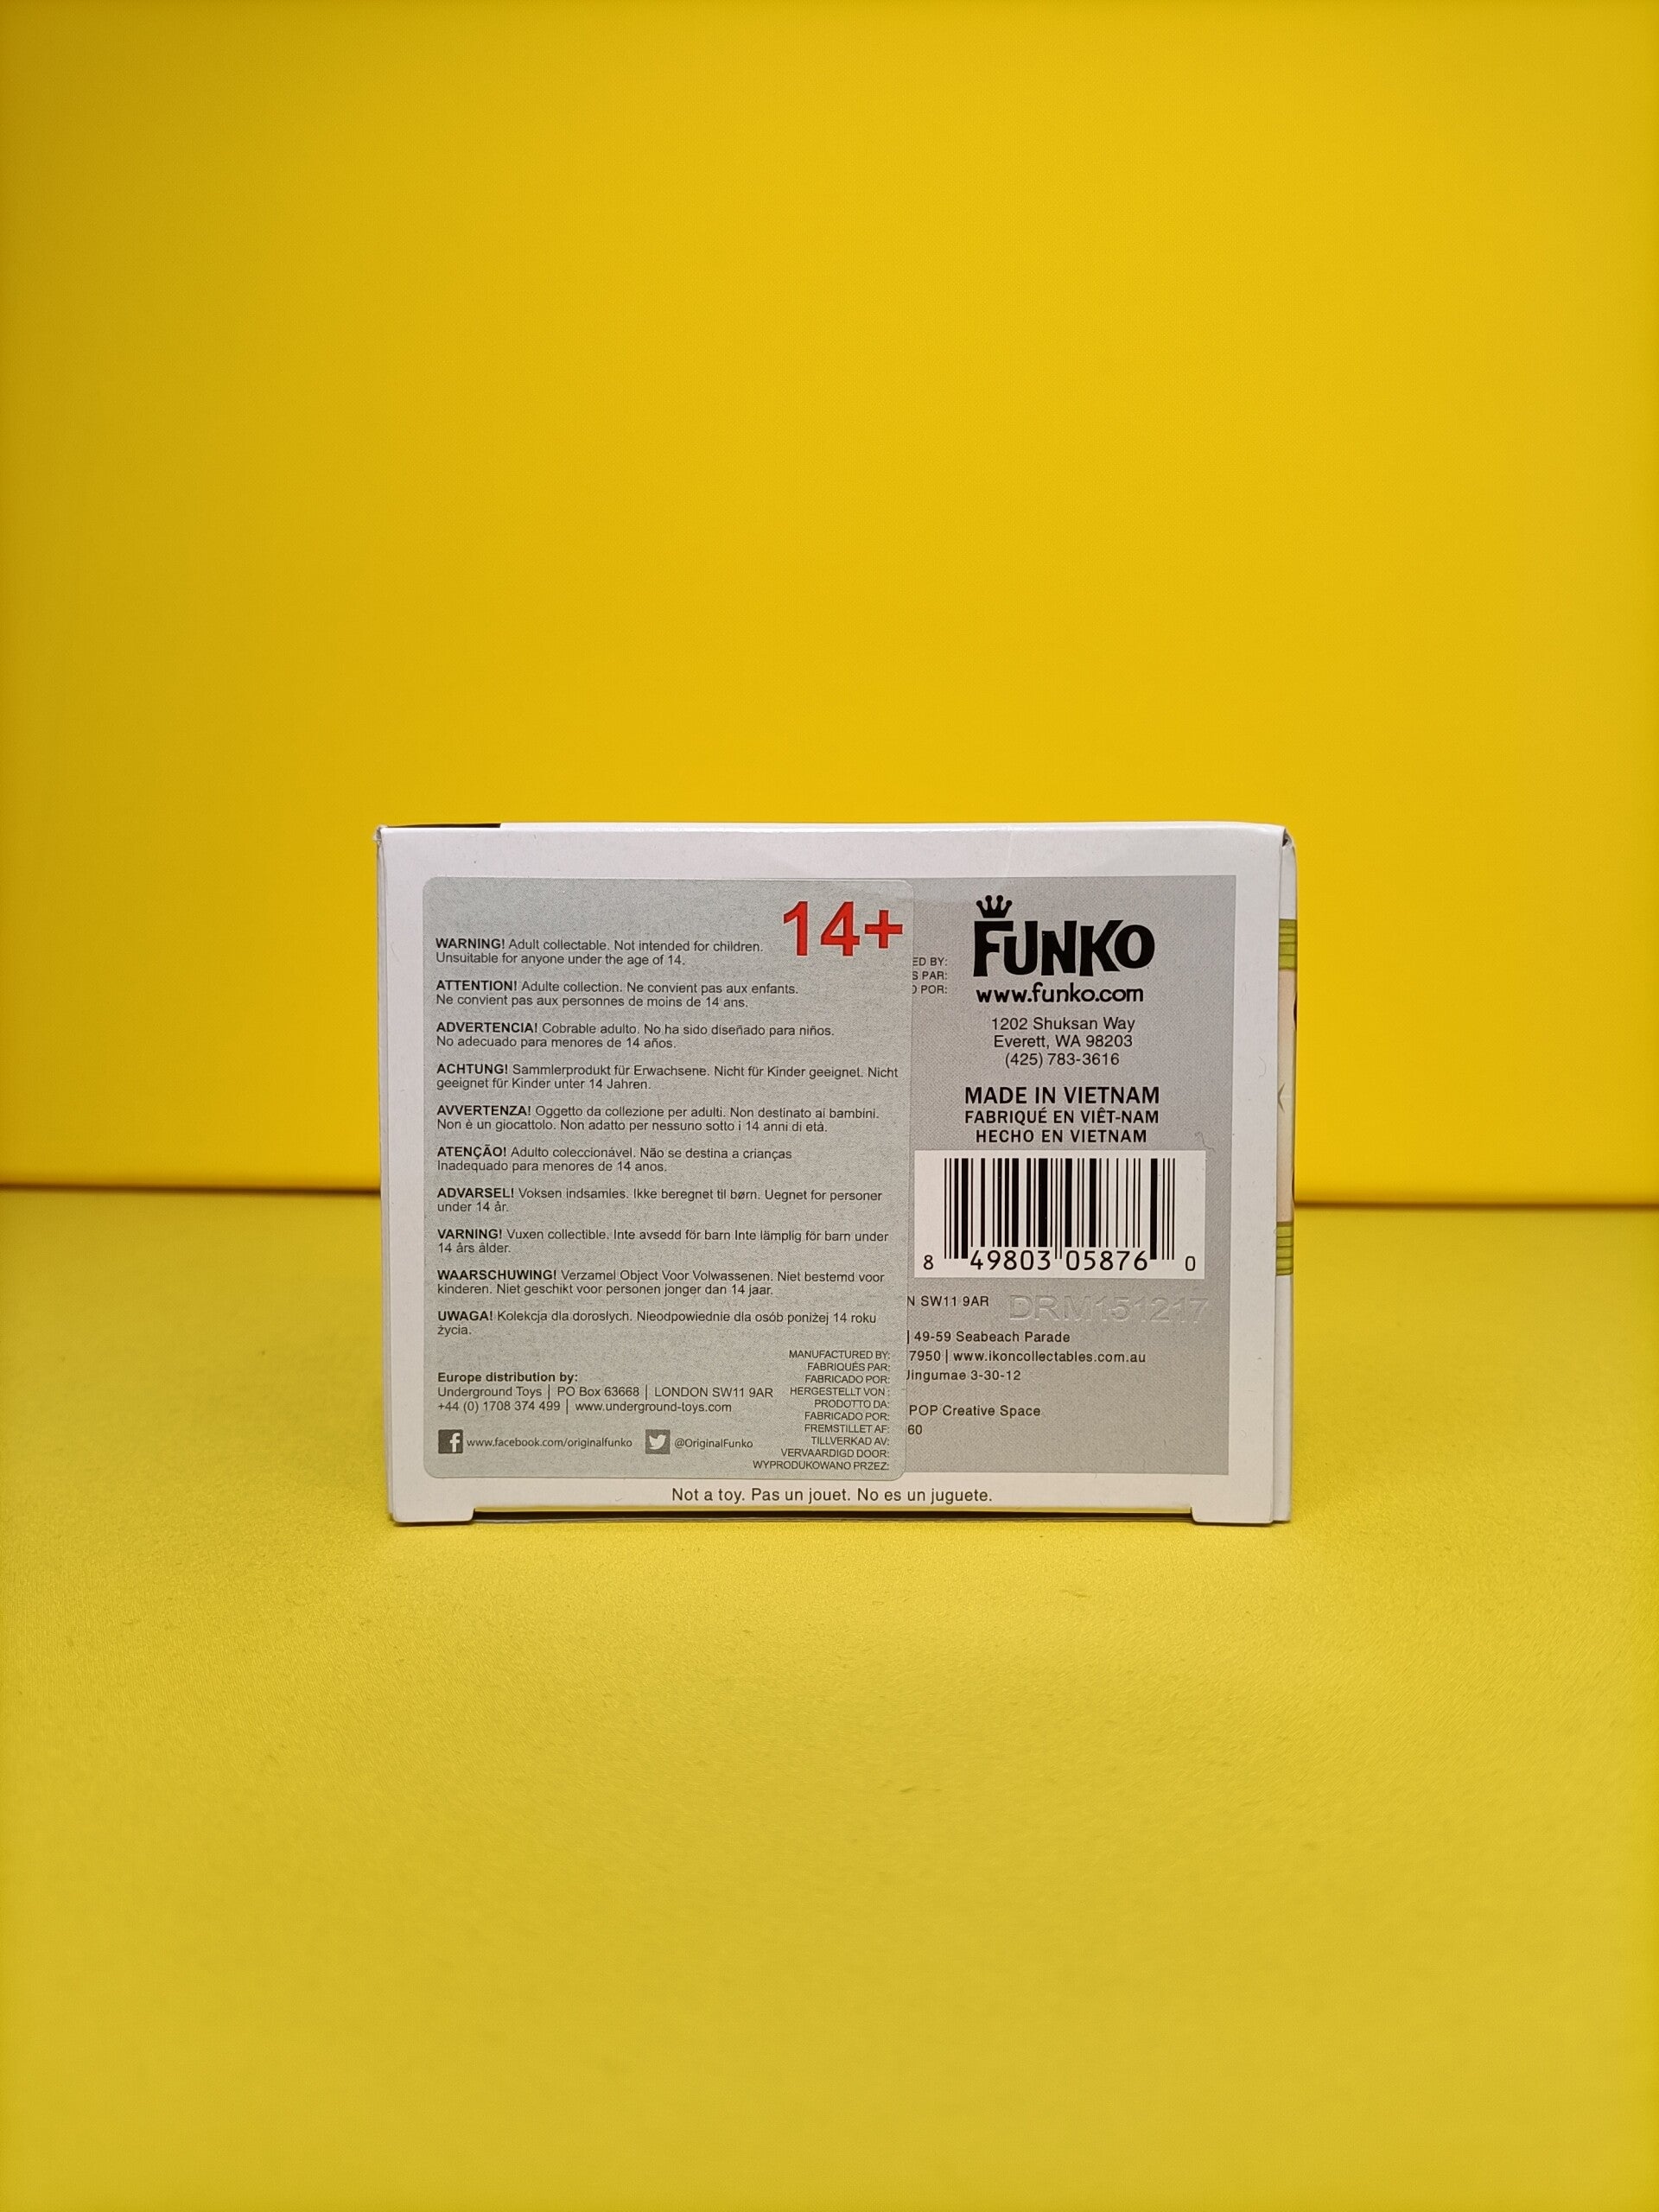 14+
WARNING! Adult collectable. Not intended for children.
Unsuitable for anyone under the age of 14.
ATTENTION! Adulte collection. Ne convient pas aux enfants.
Ne convient pas aux personnes de moins de 14 ans.
ADVERTENCIA! Cobrable adulto. No ha sido diseñado para niños.
No adecuado para menores de 14 años.
ACHTUNG! Sammlerprodukt für Erwachsene. Nicht für Kinder geeignet. Nicht
geeignet für Kinder unter 14 Jahren.
AVVERTENZA! Oggetto da collezione per adulti. Non destinato ai bambini.
Non è un giocattolo. Non adatto per nessuno sotto i 14 anni di età.
ATENÇÃO! Adulto coleccionável. Não se destina a crianças
Inadequado para menores de 14 anos.
ADVARSEL! Voksen indsamles. Ikke beregnet til børn. Uegnet for personer
under 14 år.
VARNING! Vuxen collectible. Inte avsedd för barn Inte lämplig för barn under
14 års ålder.
WAARSCHUWING! Verzamel Object Voor Volwassenen. Niet bestemd voor
kinderen. Niet geschikt voor personen jonger dan 14 jaar.
UWAGA! Kolekcja dla dorosłych. Nieodpowiednie dla osób poniżej 14 roku
życia.
Europe distribution by:
Underground Toys | PO Box 63668 | LONDON SW11 9AR
+44 (0) 1708 374 499 | www.underground-toys.com
www.facebook.com/originalfunko @OriginalFunko
MANUFACTURED BY:
FABRIQUÉS PAR:
FABRICADO POR:
HERGESTELLT VON :
PRODOTTO DA:
FABRICADO POR:
FREMSTILLET AF:
TILLVERKAD AV:
VERVAARDIGD DOOR:
WYPRODUKOWANO PRZEZ:
ED BY:
S PAR:
O POR:
FUNKO
www.funko.com
1202 Shuksan Way
Everett, WA 98203
(425) 783-3616
MADE IN VIETNAM
FABRIQUÉ EN VIÊT-NAM
HECHO EN VIETNAM
8 49803 05876 0
N SW11 9AR
DRM151217
| 49-59 Seabeach Parade
7950 | www.ikoncollectables.com.au
Jingumae 3-30-12
POP Creative Space
60
Not a toy. Pas un jouet. No es un juguete.